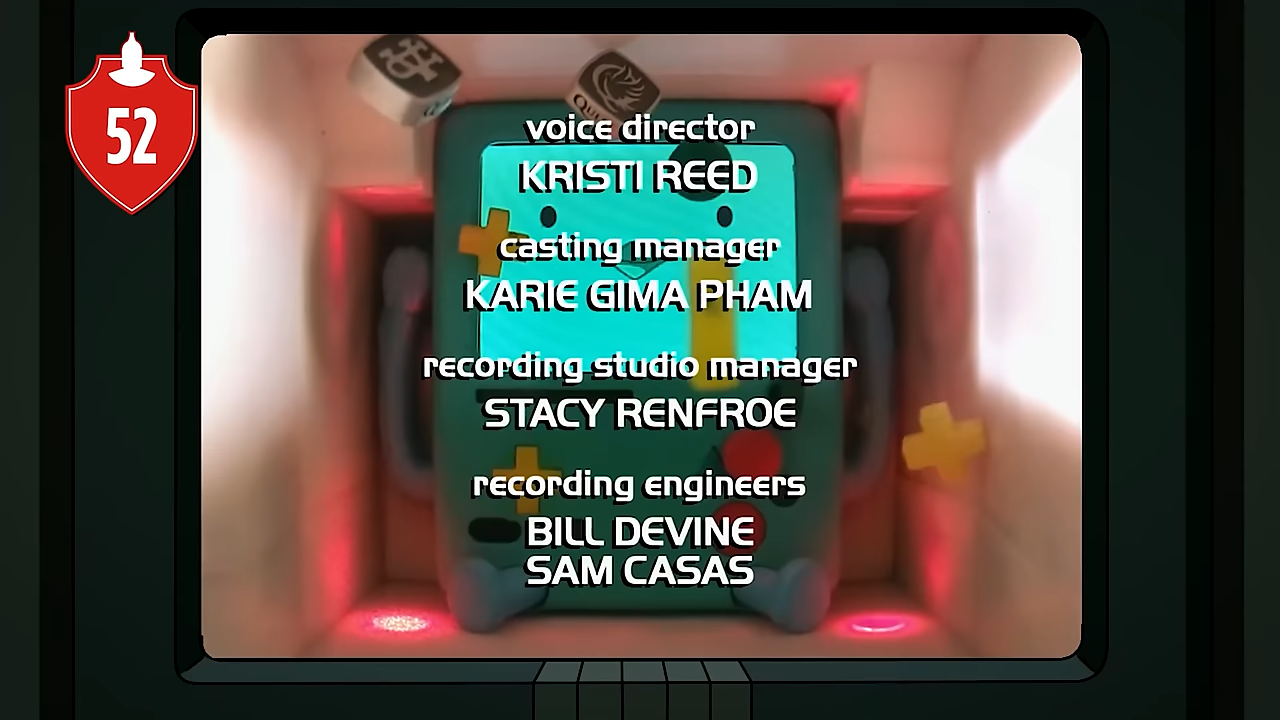 52
voice director
KRISTI REED
casting manager
KARIE GIMA PHAM
recording studio manager
STACY RENFROE
recording engineers
BILL DEVINE
SAM CASAS